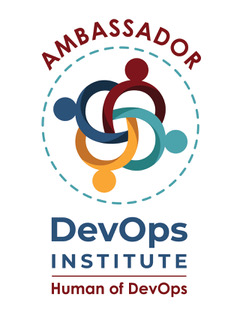 AMBASSADOR
DevOps
INSTITUTE
Human of DevOps